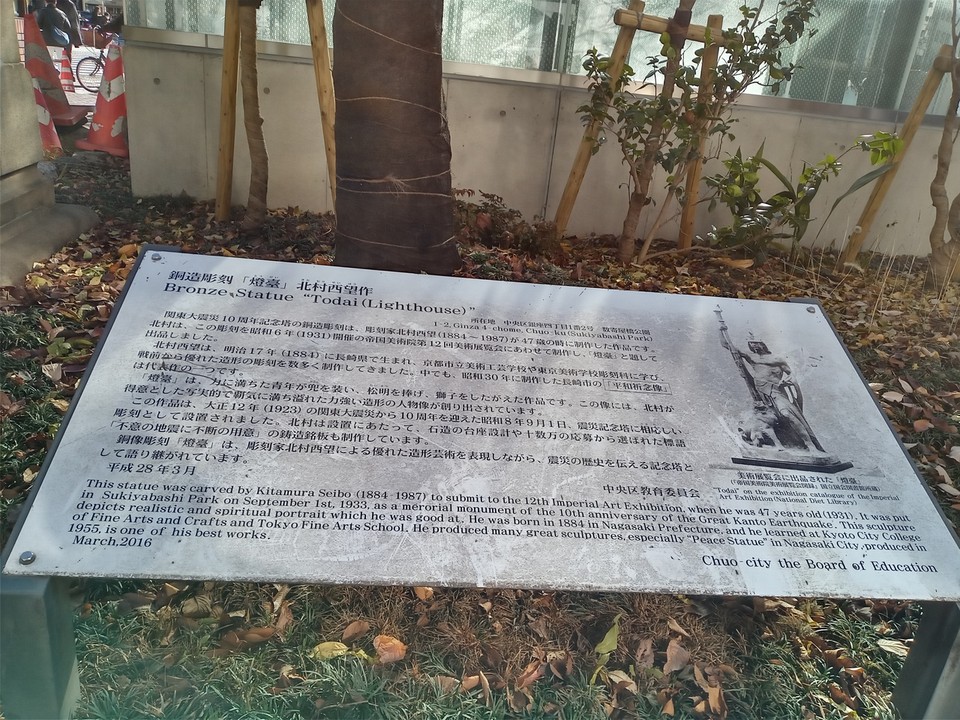 銅造彫刻「燈臺」北村西望作
Bronze Statue “Todai (Lighthouse)”
所在地 中央区銀座四丁目1番2号 数寄屋橋公園
1-2, Ginza 4-chome, Chuo-ku (Sukiyabashi Park)
関東大震災10周年記念塔の銅造彫刻は、彫刻家北村西望(1884～1987)が47歳の時に制作した作品です。
北村は、この彫刻を昭和6年(1931)開催の帝国美術院第12回美術展覧会にあわせて制作し、「燈臺」と題して
出品しました。
北村西望は、明治17年(1884)に長崎県で生まれ、京都市立美術工芸学校や東京美術学校彫刻科に学び、
戦前から優れた造形の彫刻を数多く制作してきました。中でも、昭和30年に制作した長崎市の「平和祈念像」
は代表作の一つです。
「燈臺」は、力に満ちた青年が兜を装い、松明を捧げ、獅子をしたがえた作品です。この像には、北村が
得意とした写実的で覇気に満ち溢れた力強い造形の人物像が創り出されています。
この作品は、大正12年(1923)の関東大震災から10周年を迎えた昭和8年9月1日、震災記念塔に相応しい
彫刻として設置されました。北村は設置にあたって、石造の台座設計や十数万の応募から選ばれた標語
「不意の地震に不断の用意」の鋳造銘板も制作しています。
銅像彫刻「燈臺」は、彫刻家北村西望による優れた造形芸術を表現しながら、震災の歴史を伝える記念塔と
して語り継がれています。
平成28年3月
中央区教育委員会
美術展覧会に出品された「燈臺」
"Todai" on the exhibition catalogue of the Imperial
Art Exhibition (National Diet Library).
This statue was carved by Kitamura Seibo (1884-1987) to submit to the 12th Imperial Art Exhibition, when he was 47 years old (1931). It was put
in Sukiyabashi Park on September 1st, 1933, as a memorial monument of the 10th anniversary of the Great Kanto Earthquake. This sculpture
depicts realistic and spiritual portrait which he was good at. He was born in 1884 in Nagasaki Prefecture, and he learned at Kyoto City College
of Fine Arts and Crafts and Tokyo Fine Arts School. He produced many great sculptures, especially “Peace Statue” in Nagasaki City, produced in
1955, is one of his best works.
March,2016
Chuo-city the Board of Education